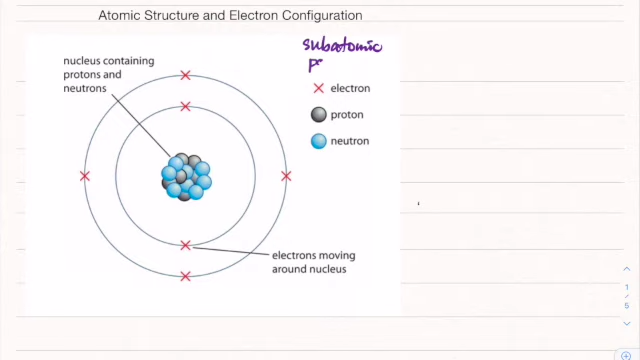 Atomic Structure and Electron Configuration
nucleus containing
protons and
neutrons
subatomic
electron
proton
neutron
electrons moving
around nucleus
1
/
5